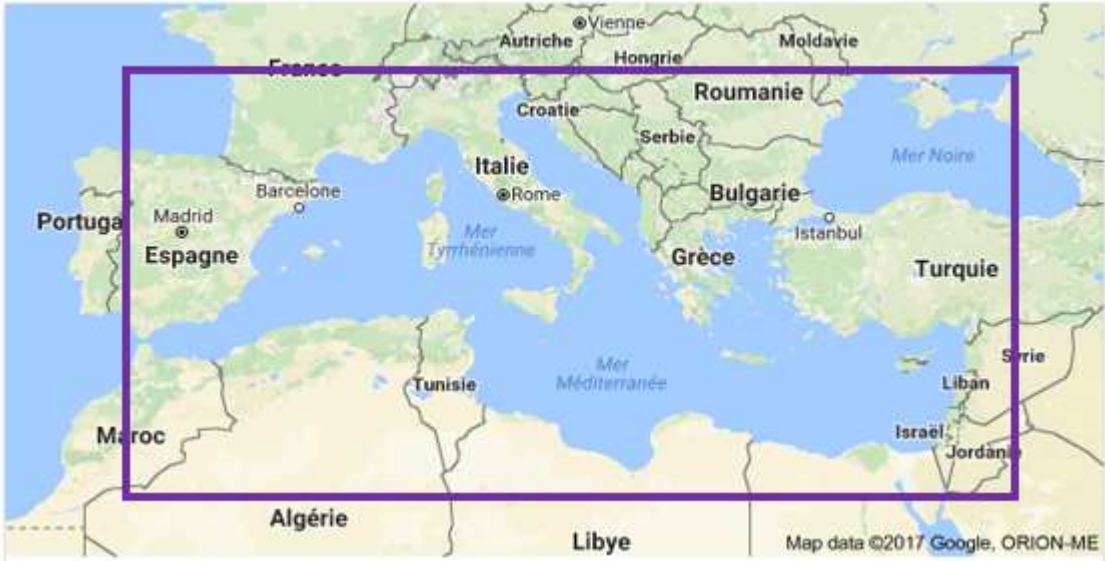 Vienne
Autriche
Moldavie
Hongrie
France
Roumanie
Croatie
Serbie
Mer Noire
Italie
Barcelone
Rome
Bulgarie
Madrid
Portuga
Istanbul
Mer
Tyrrhénienne
Espagne
Grèce
Turquie
Mer
Méditerranée
Syrie
Tunisie
Liban
Maroc
Israël
Jordanie
Algérie
Libye
Map data ©2017 Google, ORION-ME